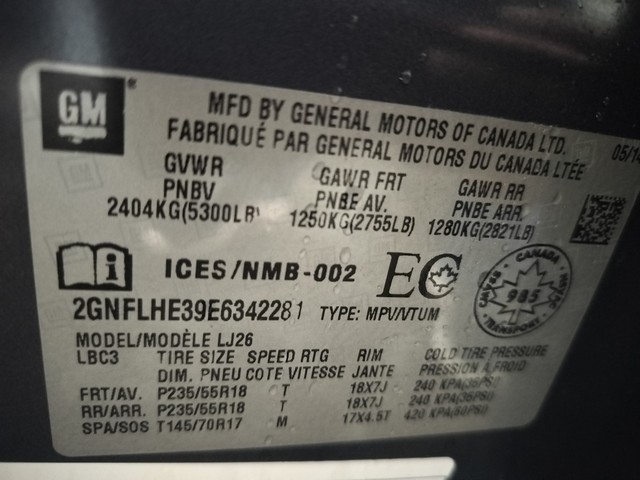 GM
MFD BY GENERAL MOTORS OF CANADA LTD.
FABRIQUÉ PAR GENERAL MOTORS DU CANADA LTÉE
05/1
GVWR GAWR FRT GAWR RR
PNBV PNBE AV. PNBE ARR.
2404KG(5300LB) 1250KG(2755LB) 1280KG(2821LB)
ICES/NMB-002 EC
CANADA
985
TRANSPORT
2GNFLHE39E6342281 TYPE: MPV/VTUM
MODEL/MODÈLE LJ26
LBC3 TIRE SIZE SPEED RTG RIM COLD TIRE PRESSURE
DIM. PNEU COTE VITESSE JANTE PRESSION A FROID
FRT/AV. P235/55R18 T 18X7J 240 KPA(35PSI)
RR/ARR. P235/55R18 T 18X7J 240 KPA(35PSI)
SPA/SOS T145/70R17 M 17X4.5T 420 KPA(60PSI)